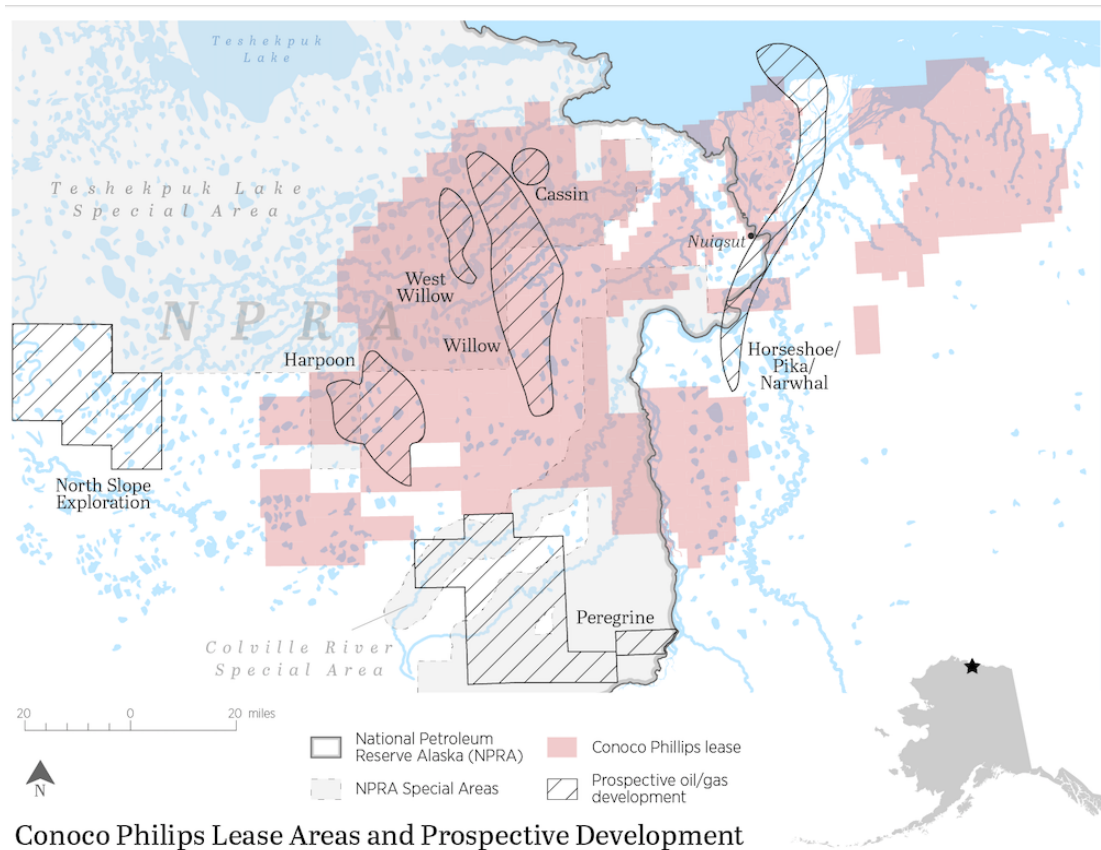 Teshekpuk
Lake
Teshekpuk Lake
Special Area
Cassin
Nuiqsut
West
Willow
NPRA
Willow
Harpoon
Horseshoe/
Pika/
Narwhal
North Slope
Exploration
Peregrine
Colville River
Special Area
20 0 20 miles
N
National Petroleum
Reserve Alaska (NPRA)
NPRA Special Areas
Conoco Phillips lease
Prospective oil/gas
development
Conoco Philips Lease Areas and Prospective Development